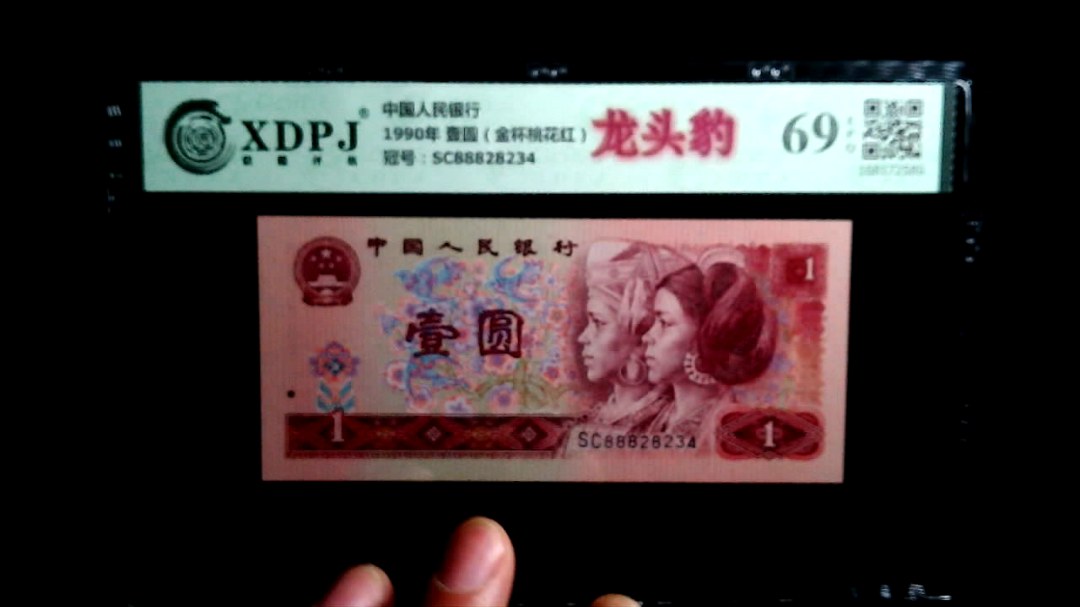 XDPJ®
中国人民银行
1990年 壹圆（金杯桃花红）
冠号：SC88828234
龙头豹
69
中国人民银行
1
壹圆
1
SC88828234
1